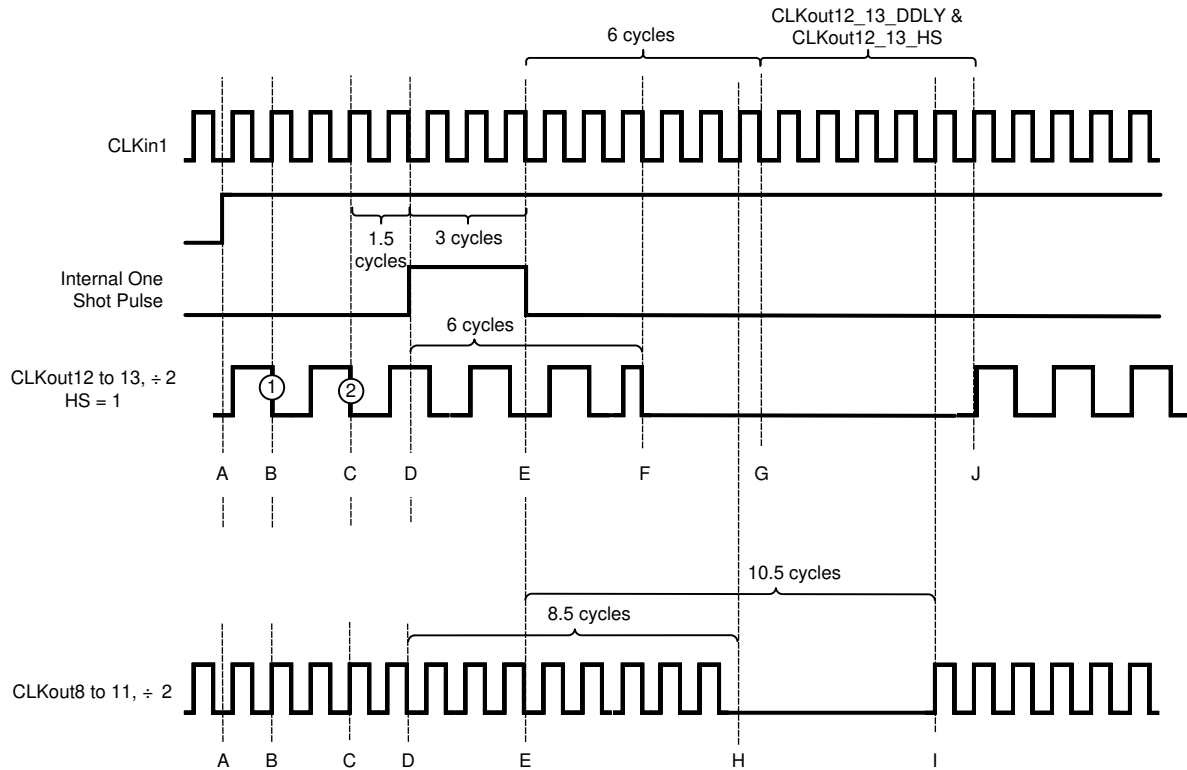 CLKout12_13_DDLY &
CLKout12_13_HS
6 cycles
CLKin1
1.5
cycles
3 cycles
Internal One
Shot Pulse
6 cycles
CLKout12 to 13, ÷ 2
HS = 1
1
2
A
B
C
D
E
F
G
J
10.5 cycles
8.5 cycles
CLKout8 to 11, ÷ 2
A
B
C
D
E
H
I